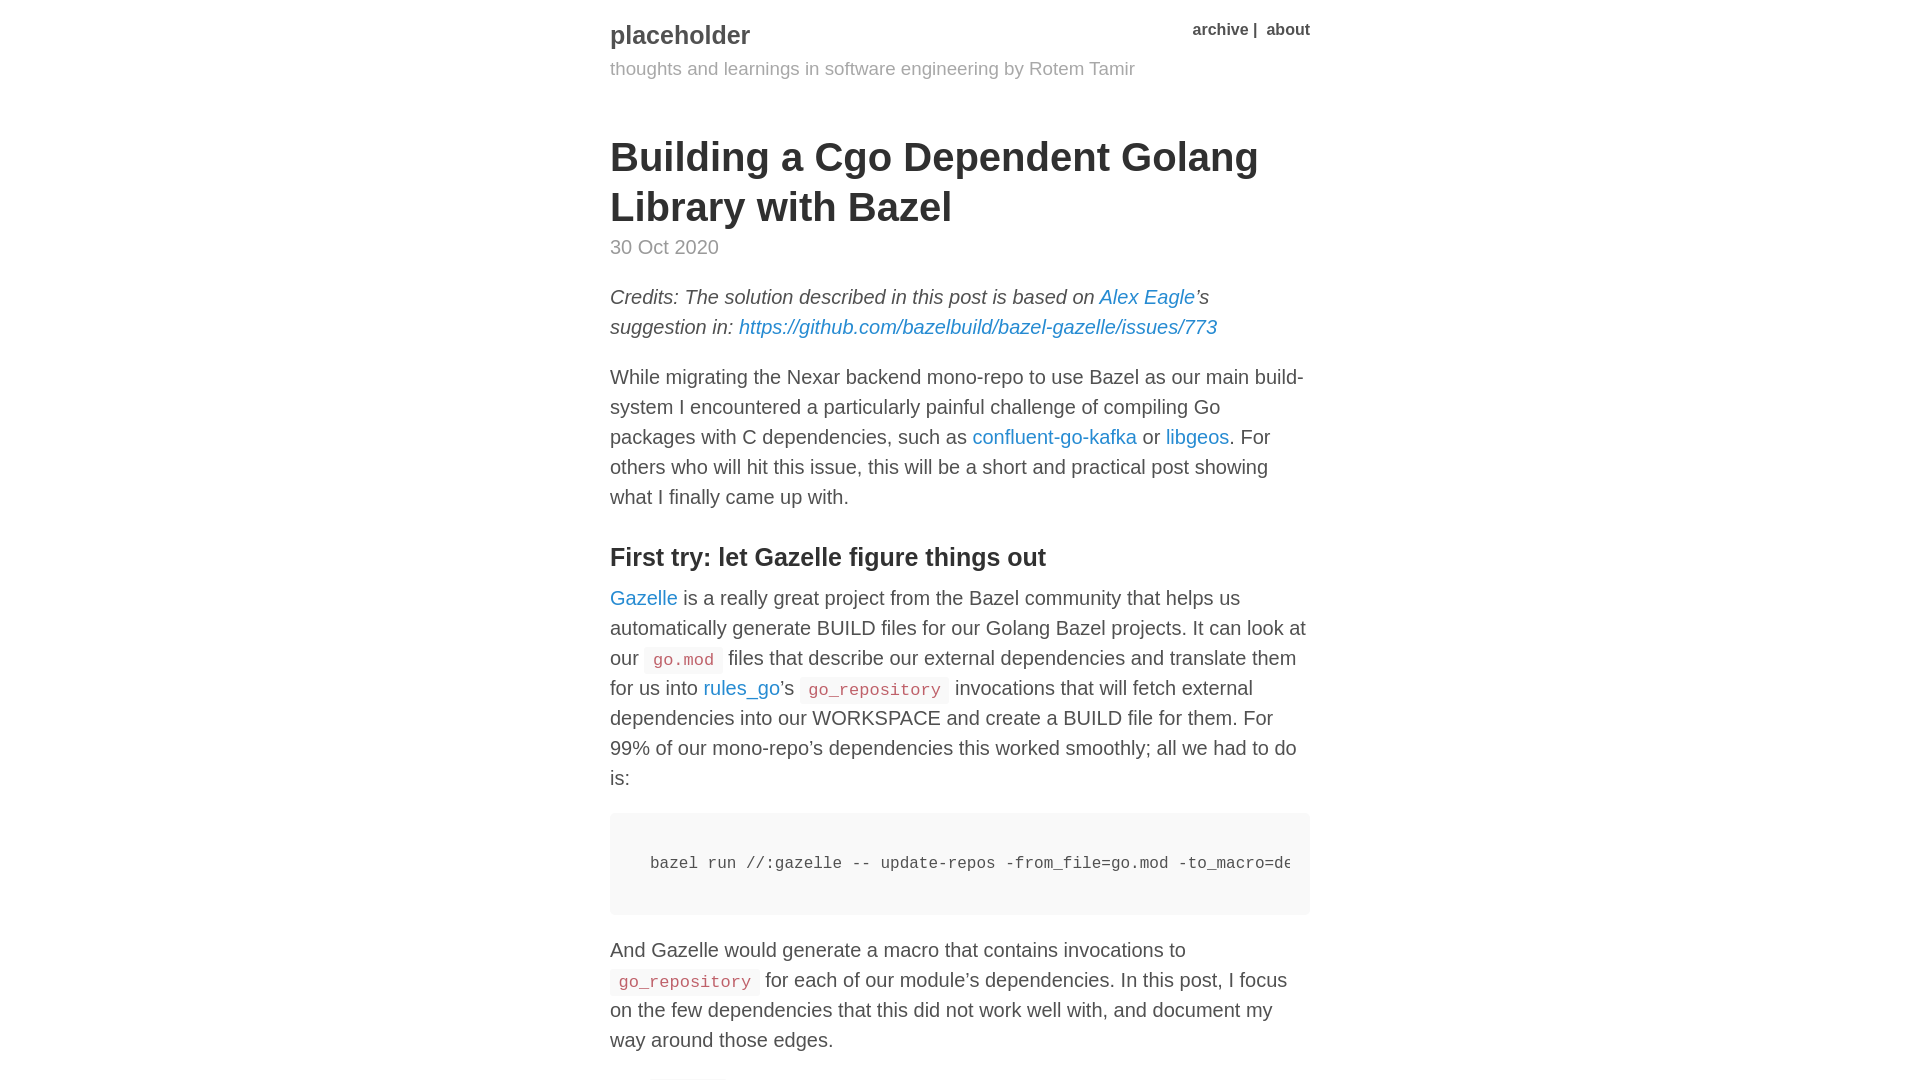 placeholder
archive | about
thoughts and learnings in software engineering by Rotem Tamir
Building a Cgo Dependent Golang
Library with Bazel
30 Oct 2020
Credits: The solution described in this post is based on Alex Eagle’s
suggestion in: https://github.com/bazelbuild/bazel-gazelle/issues/773
While migrating the Nexar backend mono-repo to use Bazel as our main build-
system I encountered a particularly painful challenge of compiling Go
packages with C dependencies, such as confluent-go-kafka or libgeos. For
others who will hit this issue, this will be a short and practical post showing
what I finally came up with.
First try: let Gazelle figure things out
Gazelle is a really great project from the Bazel community that helps us
automatically generate BUILD files for our Golang Bazel projects. It can look at
our go.mod files that describe our external dependencies and translate them
for us into rules_go’s go_repository invocations that will fetch external
dependencies into our WORKSPACE and create a BUILD file for them. For
99% of our mono-repo’s dependencies this worked smoothly; all we had to do
is:
bazel run //:gazelle -- update-repos -from_file=go.mod -to_macro=de
And Gazelle would generate a macro that contains invocations to
go_repository for each of our module’s dependencies. In this post, I focus
on the few dependencies that this did not work well with, and document my
way around those edges.